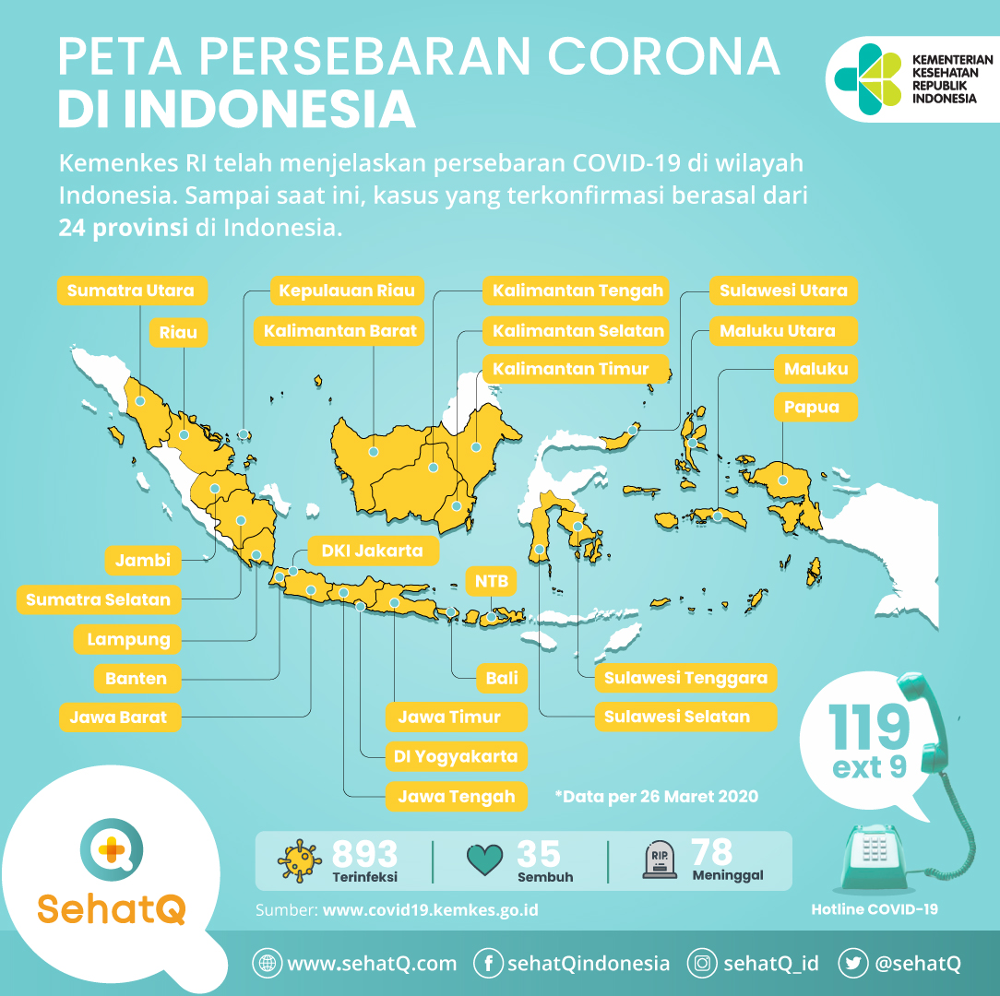 PETA PERSEBARAN CORONA
DI INDONESIA
KEMENTERIAN
KESEHATAN
REPUBLIK
INDONESIA
Kemenkes RI telah menjelaskan persebaran COVID-19 di wilayah
Indonesia. Sampai saat ini, kasus yang terkonfirmasi berasal dari
24 provinsi di Indonesia.
Sumatra Utara
Kepulauan Riau
Kalimantan Tengah
Sulawesi Utara
Riau
Kalimantan Barat
Kalimantan Selatan
Maluku Utara
Kalimantan Timur
Maluku
Papua
DKI Jakarta
Jambi
NTB
Sumatra Selatan
Lampung
Banten
Bali
Sulawesi Tenggara
Jawa Barat
Jawa Timur
Sulawesi Selatan
DI Yogyakarta
Jawa Tengah
*Data per 26 Maret 2020
119
ext 9
893
Terinfeksi
35
Sembuh
RIP
78
Meninggal
SehatQ
Sumber: www.covid19.kemkes.go.id
Hotline COVID-19
www.sehatQ.com
sehatQindonesia
sehatQ_id
@sehatQ